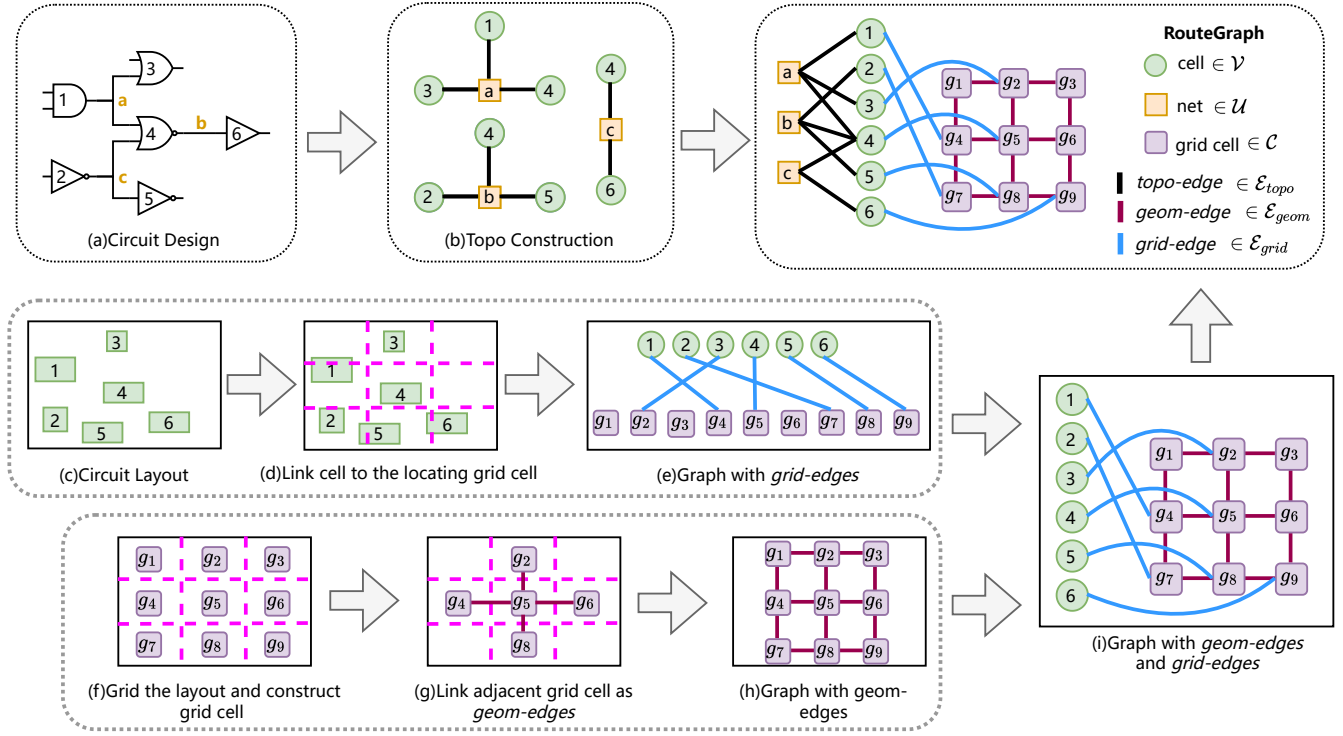 1
2
3
4
5
6
a
b
c
(a)Circuit Design
1
3
a
4
4
2
b
5
4
c
6
(b)Topo Construction
a
b
c
1
2
3
4
5
6
g1 g2 g3
g4 g5 g6
g7 g8 g9
RouteGraph
cell ∈ 𝒱
net ∈ 𝒰
grid cell ∈ 𝒞
topo-edge ∈ ℰtopo
geom-edge ∈ ℰgeom
grid-edge ∈ ℰgrid
3
1
4
2
5
6
(c)Circuit Layout
3
1
4
2
5
6
(d)Link cell to the locating grid cell
1 2 3 4 5 6
g1 g2 g3 g4 g5 g6 g7 g8 g9
(e)Graph with grid-edges
g1 g2 g3
g4 g5 g6
g7 g8 g9
(f)Grid the layout and construct
grid cell
g2
g4 g5 g6
g8
(g)Link adjacent grid cell as
geom-edges
g1 g2 g3
g4 g5 g6
g7 g8 g9
(h)Graph with geom-
edges
1
2
3
4
5
6
g1 g2 g3
g4 g5 g6
g7 g8 g9
(i)Graph with geom-edges
and grid-edges